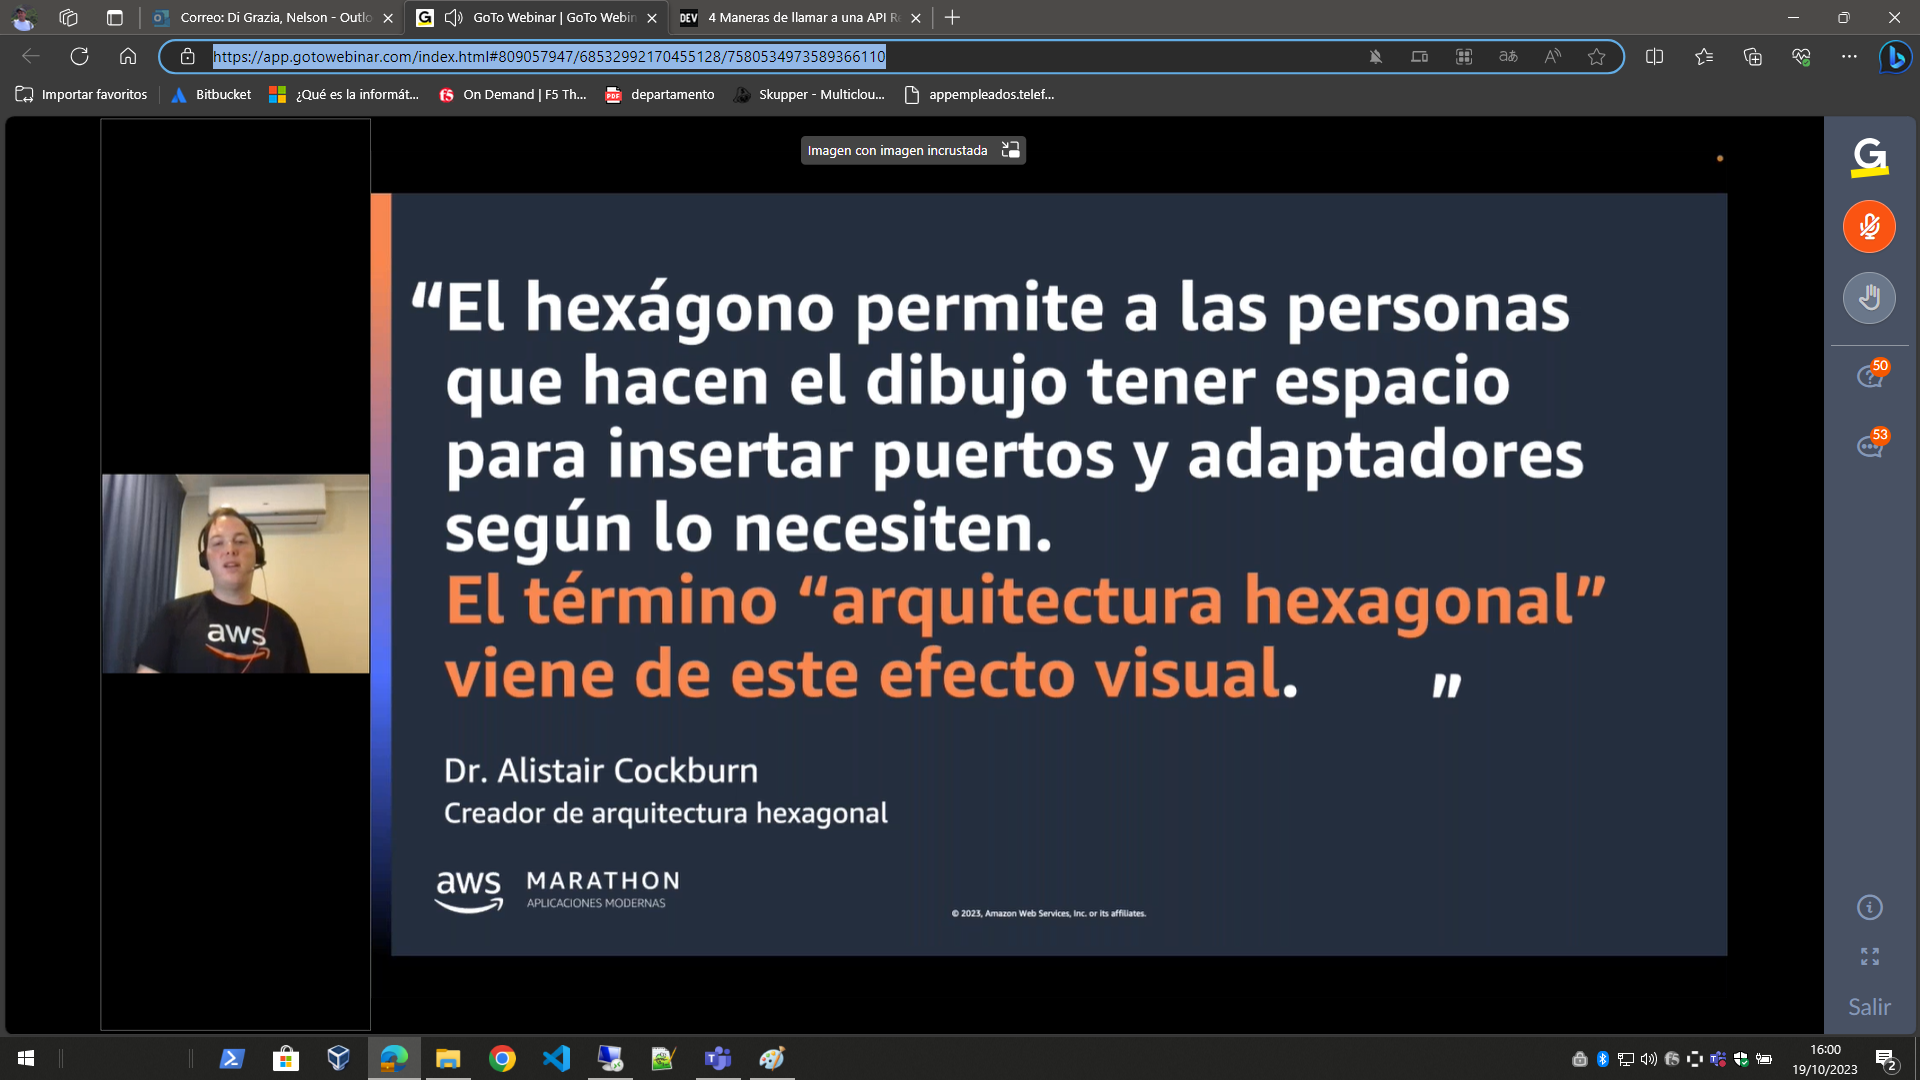 Correo: Di Grazia, Nelson - Outlo
GoTo Webinar | GoTo Webin
DEV
4 Maneras de llamar a una API Re
https://app.gotowebinar.com/index.html#809057947/68532992170455128/7580534973589366110
Importar favoritos
Bitbucket
¿Qué es la informát...
On Demand | F5 Th...
departamento
Skupper - Multiclou...
appempleados.telef...
Imagen con imagen incrustada
G
50
53
“El hexágono permite a las personas
que hacen el dibujo tener espacio
para insertar puertos y adaptadores
según lo necesiten.
El término “arquitectura hexagonal”
viene de este efecto visual. ”
aws
Dr. Alistair Cockburn
Creador de arquitectura hexagonal
aws MARATHON
APLICACIONES MODERNAS
© 2023, Amazon Web Services, Inc. or its affiliates.
Salir
16:00
19/10/2023
2